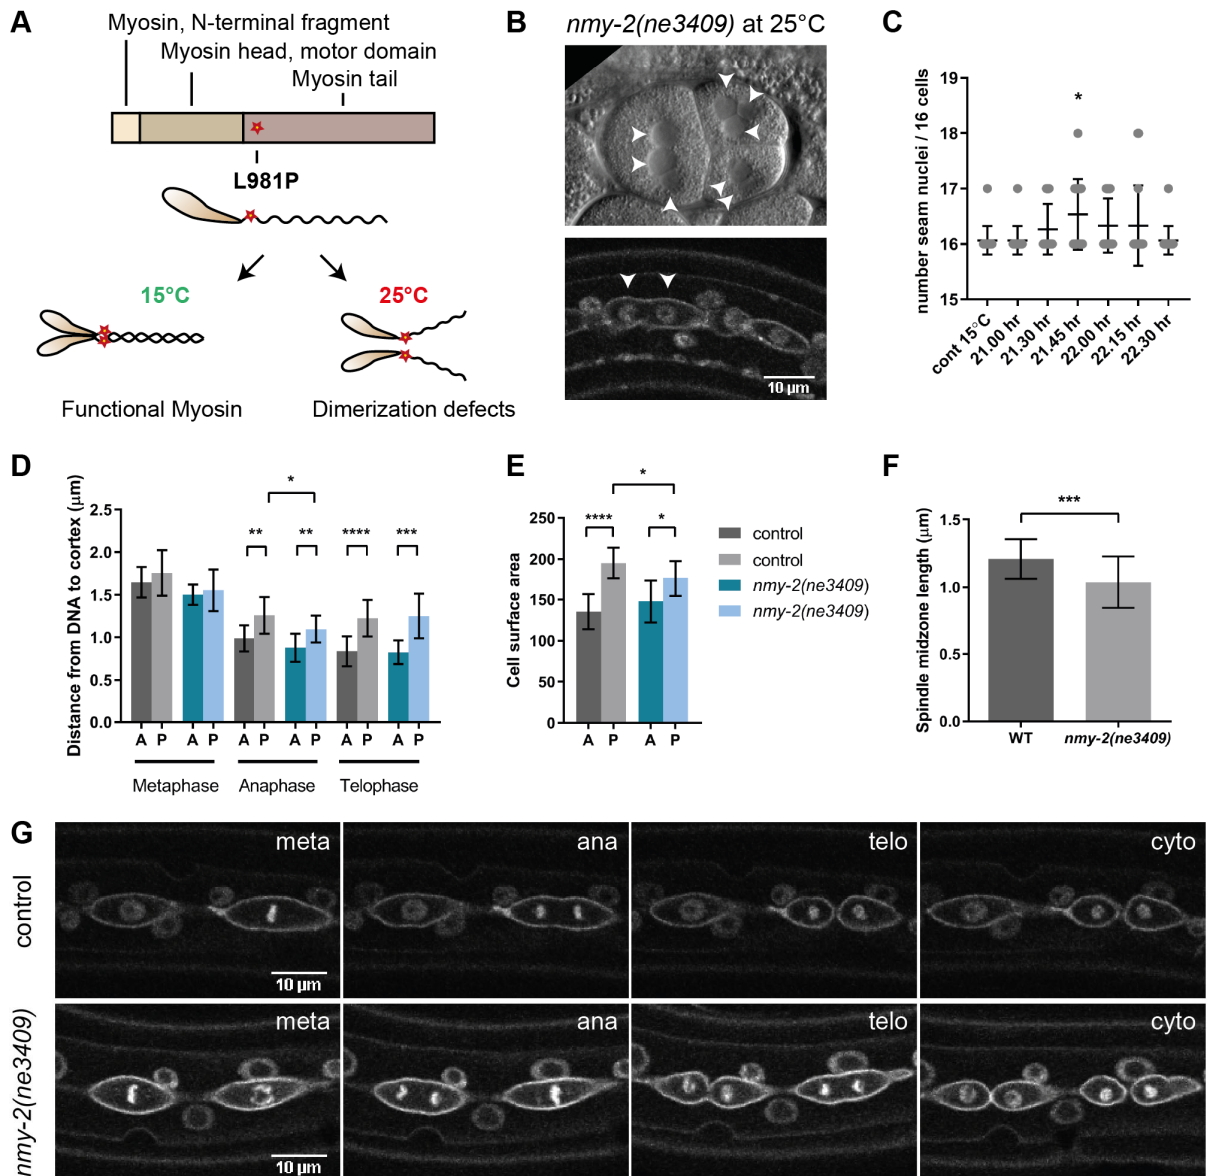 A
Myosin, N-terminal fragment
Myosin head, motor domain
Myosin tail
L981P
15°C
25°C
Functional Myosin
Dimerization defects
B
nmy-2(ne3409) at 25°C
10 µm
C
number seam nuclei / 16 cells
19
18
17
16
15
*
cont 15°C
21.00 hr
21.30 hr
21.45 hr
22.00 hr
22.15 hr
22.30 hr
D
Distance from DNA to cortex (µm)
2.5
2.0
1.5
1.0
0.5
0.0
*
** ** **** ***
A P A P A P A P A P A P
Metaphase Anaphase Telophase
E
Cell surface area
250
200
150
100
50
0
*
**** *
A P A P
control
control
nmy-2(ne3409)
nmy-2(ne3409)
F
Spindle midzone length (µm)
1.5
1.0
0.5
0.0
***
WT nmy-2(ne3409)
G
control
meta ana telo cyto
10 µm
nmy-2(ne3409)
meta ana telo cyto
10 µm